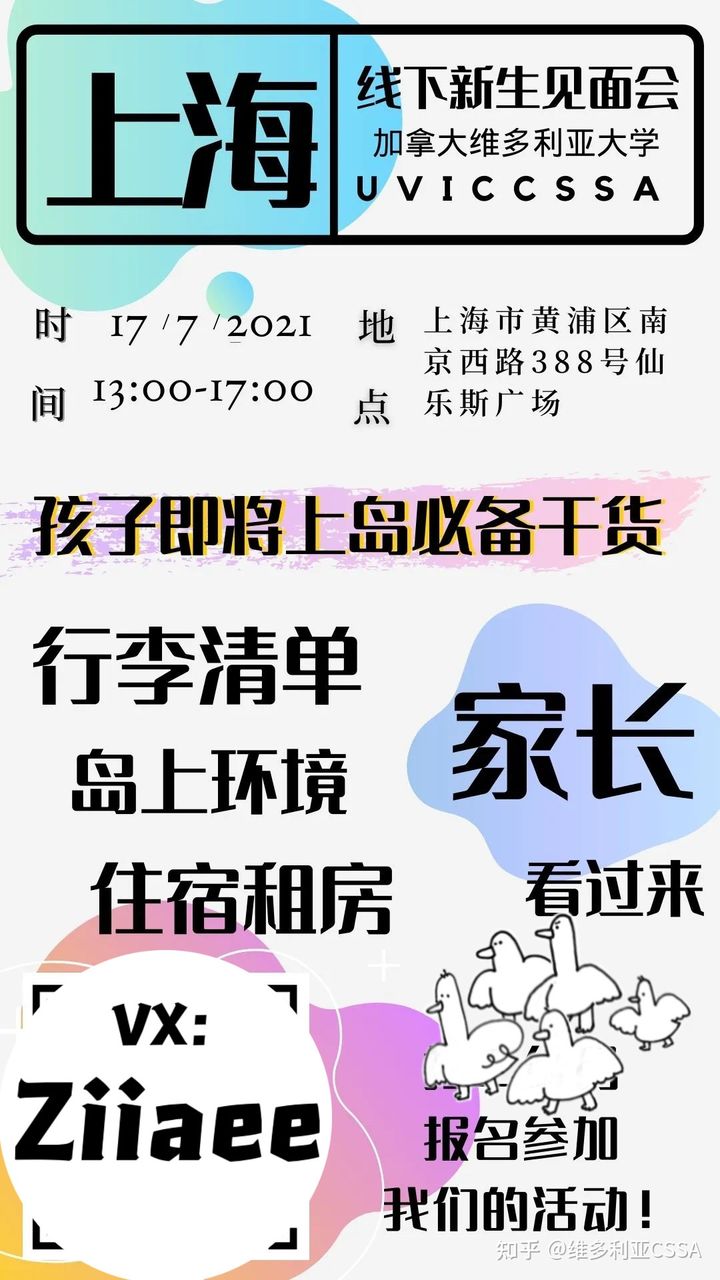 上海
线下新生见面会
加拿大维多利亚大学
UVICCSSA
时间
17/7/2021
13:00-17:00
地点
上海市黄浦区南
京西路388号仙
乐斯广场
孩子即将上岛必备干货
行李清单
岛上环境
住宿租房
家长
看过来
VX:
Ziiaee
报名参加
我们的活动！
知乎 @维多利亚CSSA